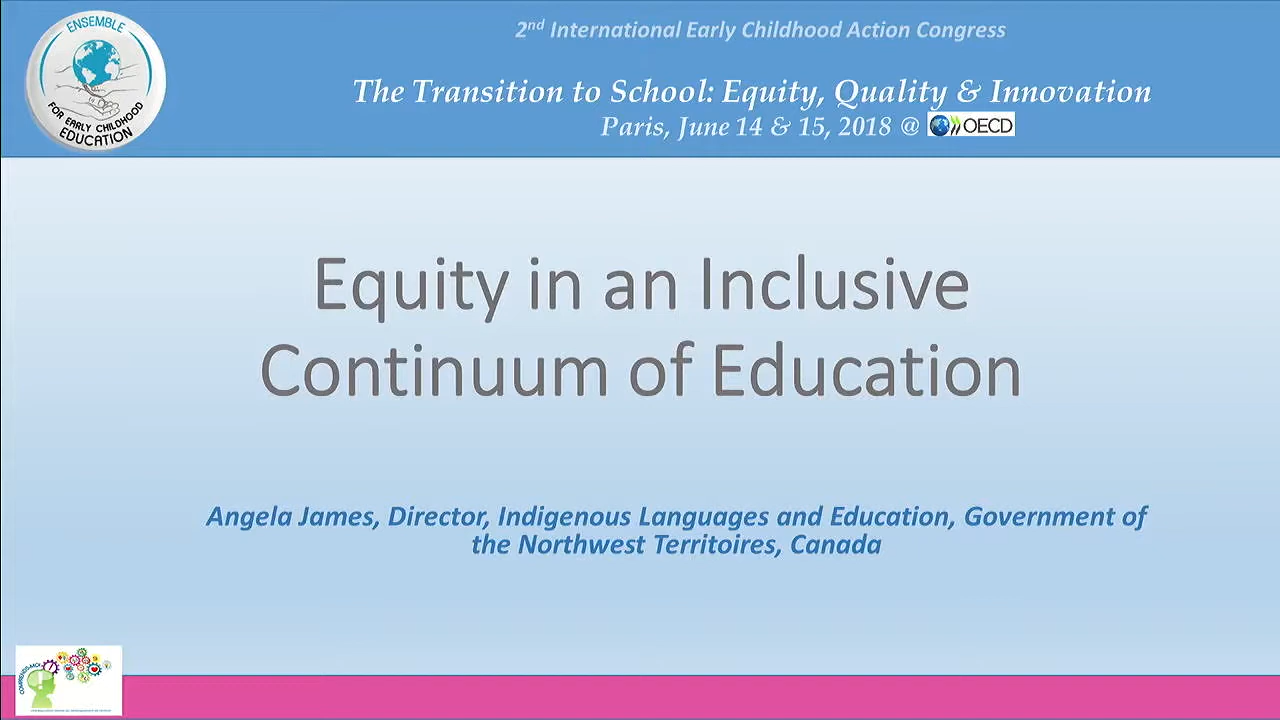 ENSEMBLE
FOR EARLY CHILDHOOD
EDUCATION
2nd International Early Childhood Action Congress
The Transition to School: Equity, Quality & Innovation
Paris, June 14 & 15, 2018 @ OECD
Equity in an Inclusive
Continuum of Education
Angela James, Director, Indigenous Languages and Education, Government of
the Northwest Territoires, Canada